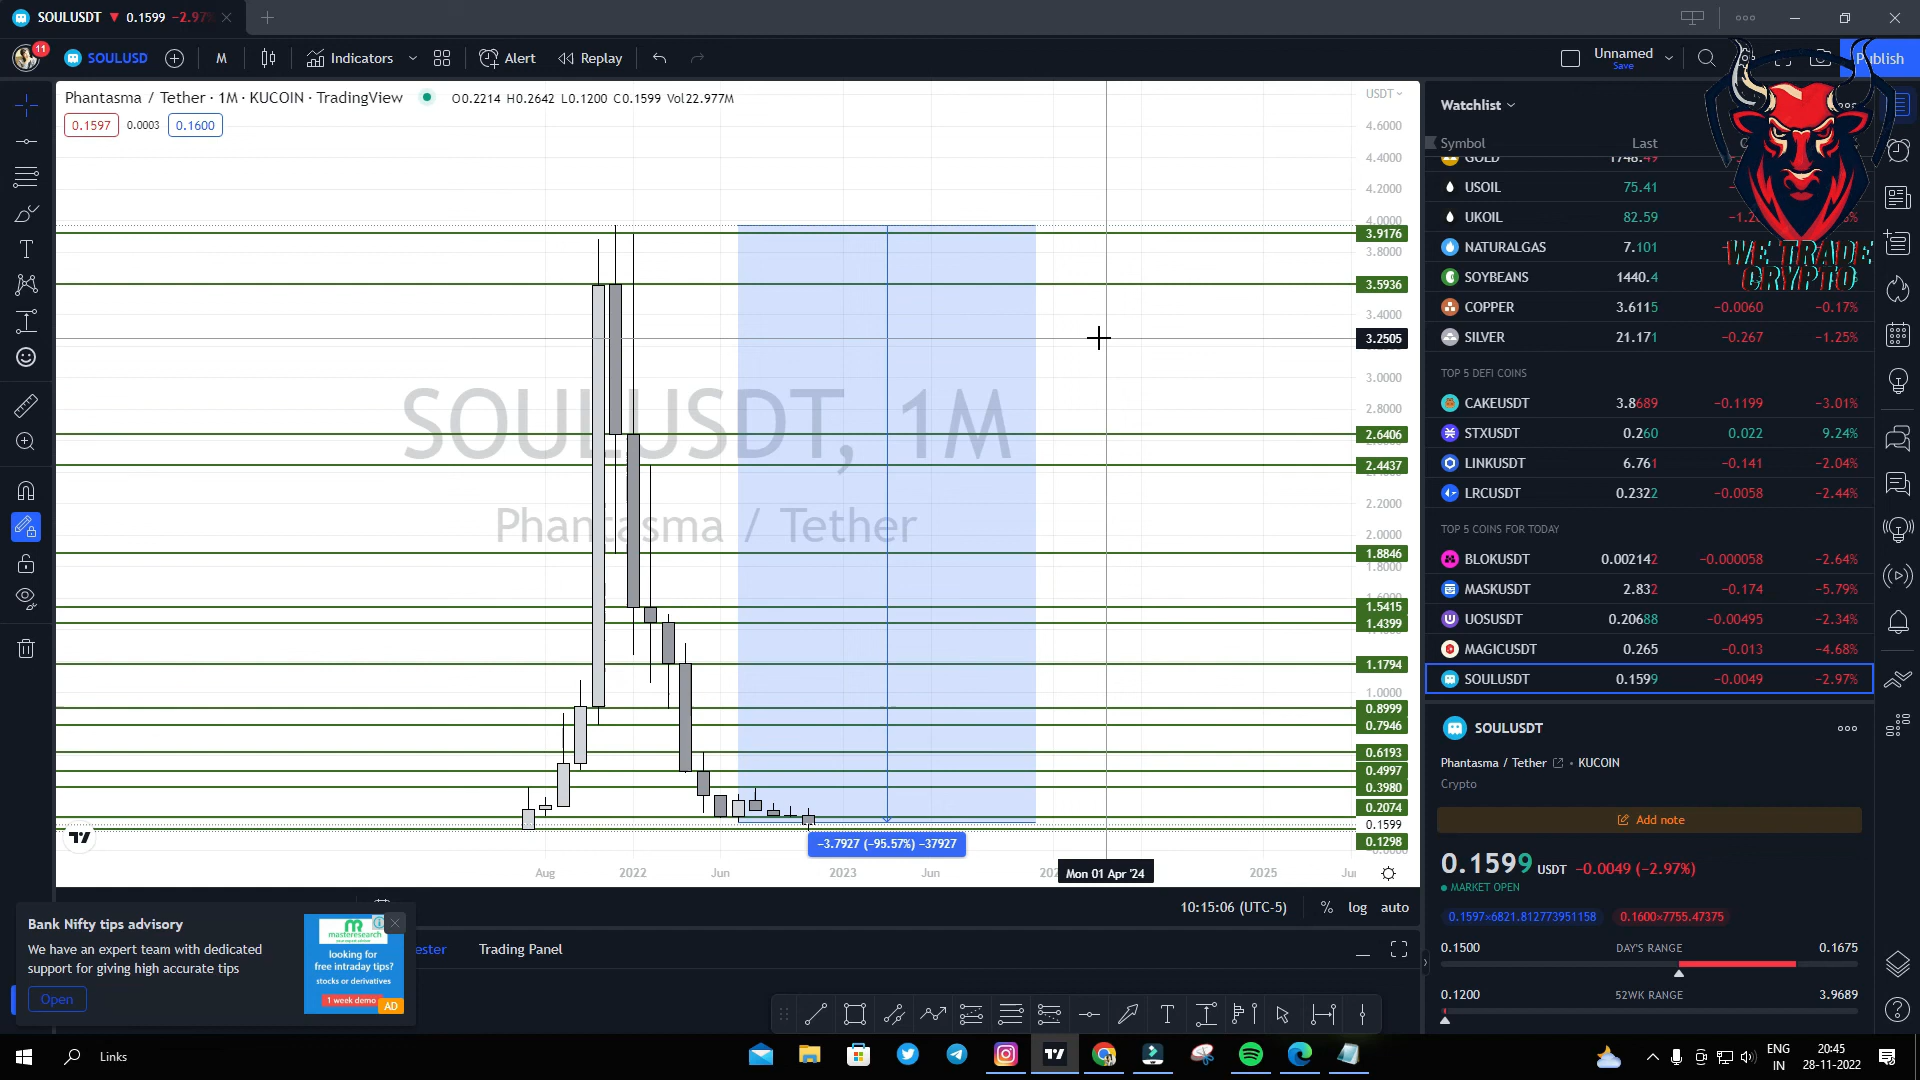 SOULUSDT ▼ 0.1599 −2.97
SOULUSD M Indicators Alert Replay Unnamed Save Publish
Phantasma / Tether · 1M · KUCOIN · TradingView O0.2214 H0.2642 L0.1200 C0.1599 Vol22.977M
0.1597 0.0003 0.1600
SOULUSDT, 1M
Phantasma / Tether
USDT
4.6000
4.4000
4.2000
4.0000
3.9176
3.8000
3.5936
3.4000
3.2505
3.0000
2.8000
2.6406
2.4437
2.2000
2.0000
1.8846
1.8000
1.5415
1.4399
1.1794
1.0000
0.8999
0.7946
0.6193
0.4997
0.3980
0.2074
0.1599
0.1298
−3.7927 (−95.57%) −37927
Aug 2022 Jun 2023 Jun Mon 01 Apr '24 2025
10:15:06 (UTC-5) % log auto
Trading Panel
Bank Nifty tips advisory
We have an expert team with dedicated
support for giving high accurate tips
Open
masteresearch
looking for
free intraday tips?
stocks or derivatives
1 week demo
AD
Watchlist
Symbol Last
GOLD 1748.49
USOIL 75.41
UKOIL 82.59
NATURALGAS 7.101
SOYBEANS 1440.4
COPPER 3.6115 −0.0060 −0.17%
SILVER 21.171 −0.267 −1.25%
WE TRADE
CRYPTO
TOP 5 DEFI COINS
CAKEUSDT 3.8689 −0.1199 −3.01%
STXUSDT 0.260 0.022 9.24%
LINKUSDT 6.761 −0.141 −2.04%
LRCUSDT 0.2322 −0.0058 −2.44%
TOP 5 COINS FOR TODAY
BLOKUSDT 0.002142 −0.000058 −2.64%
MASKUSDT 2.832 −0.174 −5.79%
UOSUSDT 0.20688 −0.00495 −2.34%
MAGICUSDT 0.265 −0.013 −4.68%
SOULUSDT 0.1599 −0.0049 −2.97%
SOULUSDT
Phantasma / Tether • KUCOIN
Crypto
Add note
0.1599 USDT −0.0049 (−2.97%)
MARKET OPEN
0.1597×6821.812773951158 0.1600×7755.47375
0.1500 DAY'S RANGE 0.1675
0.1200 52WK RANGE 3.9689
11
Links
ENG
IN
20:45
28-11-2022